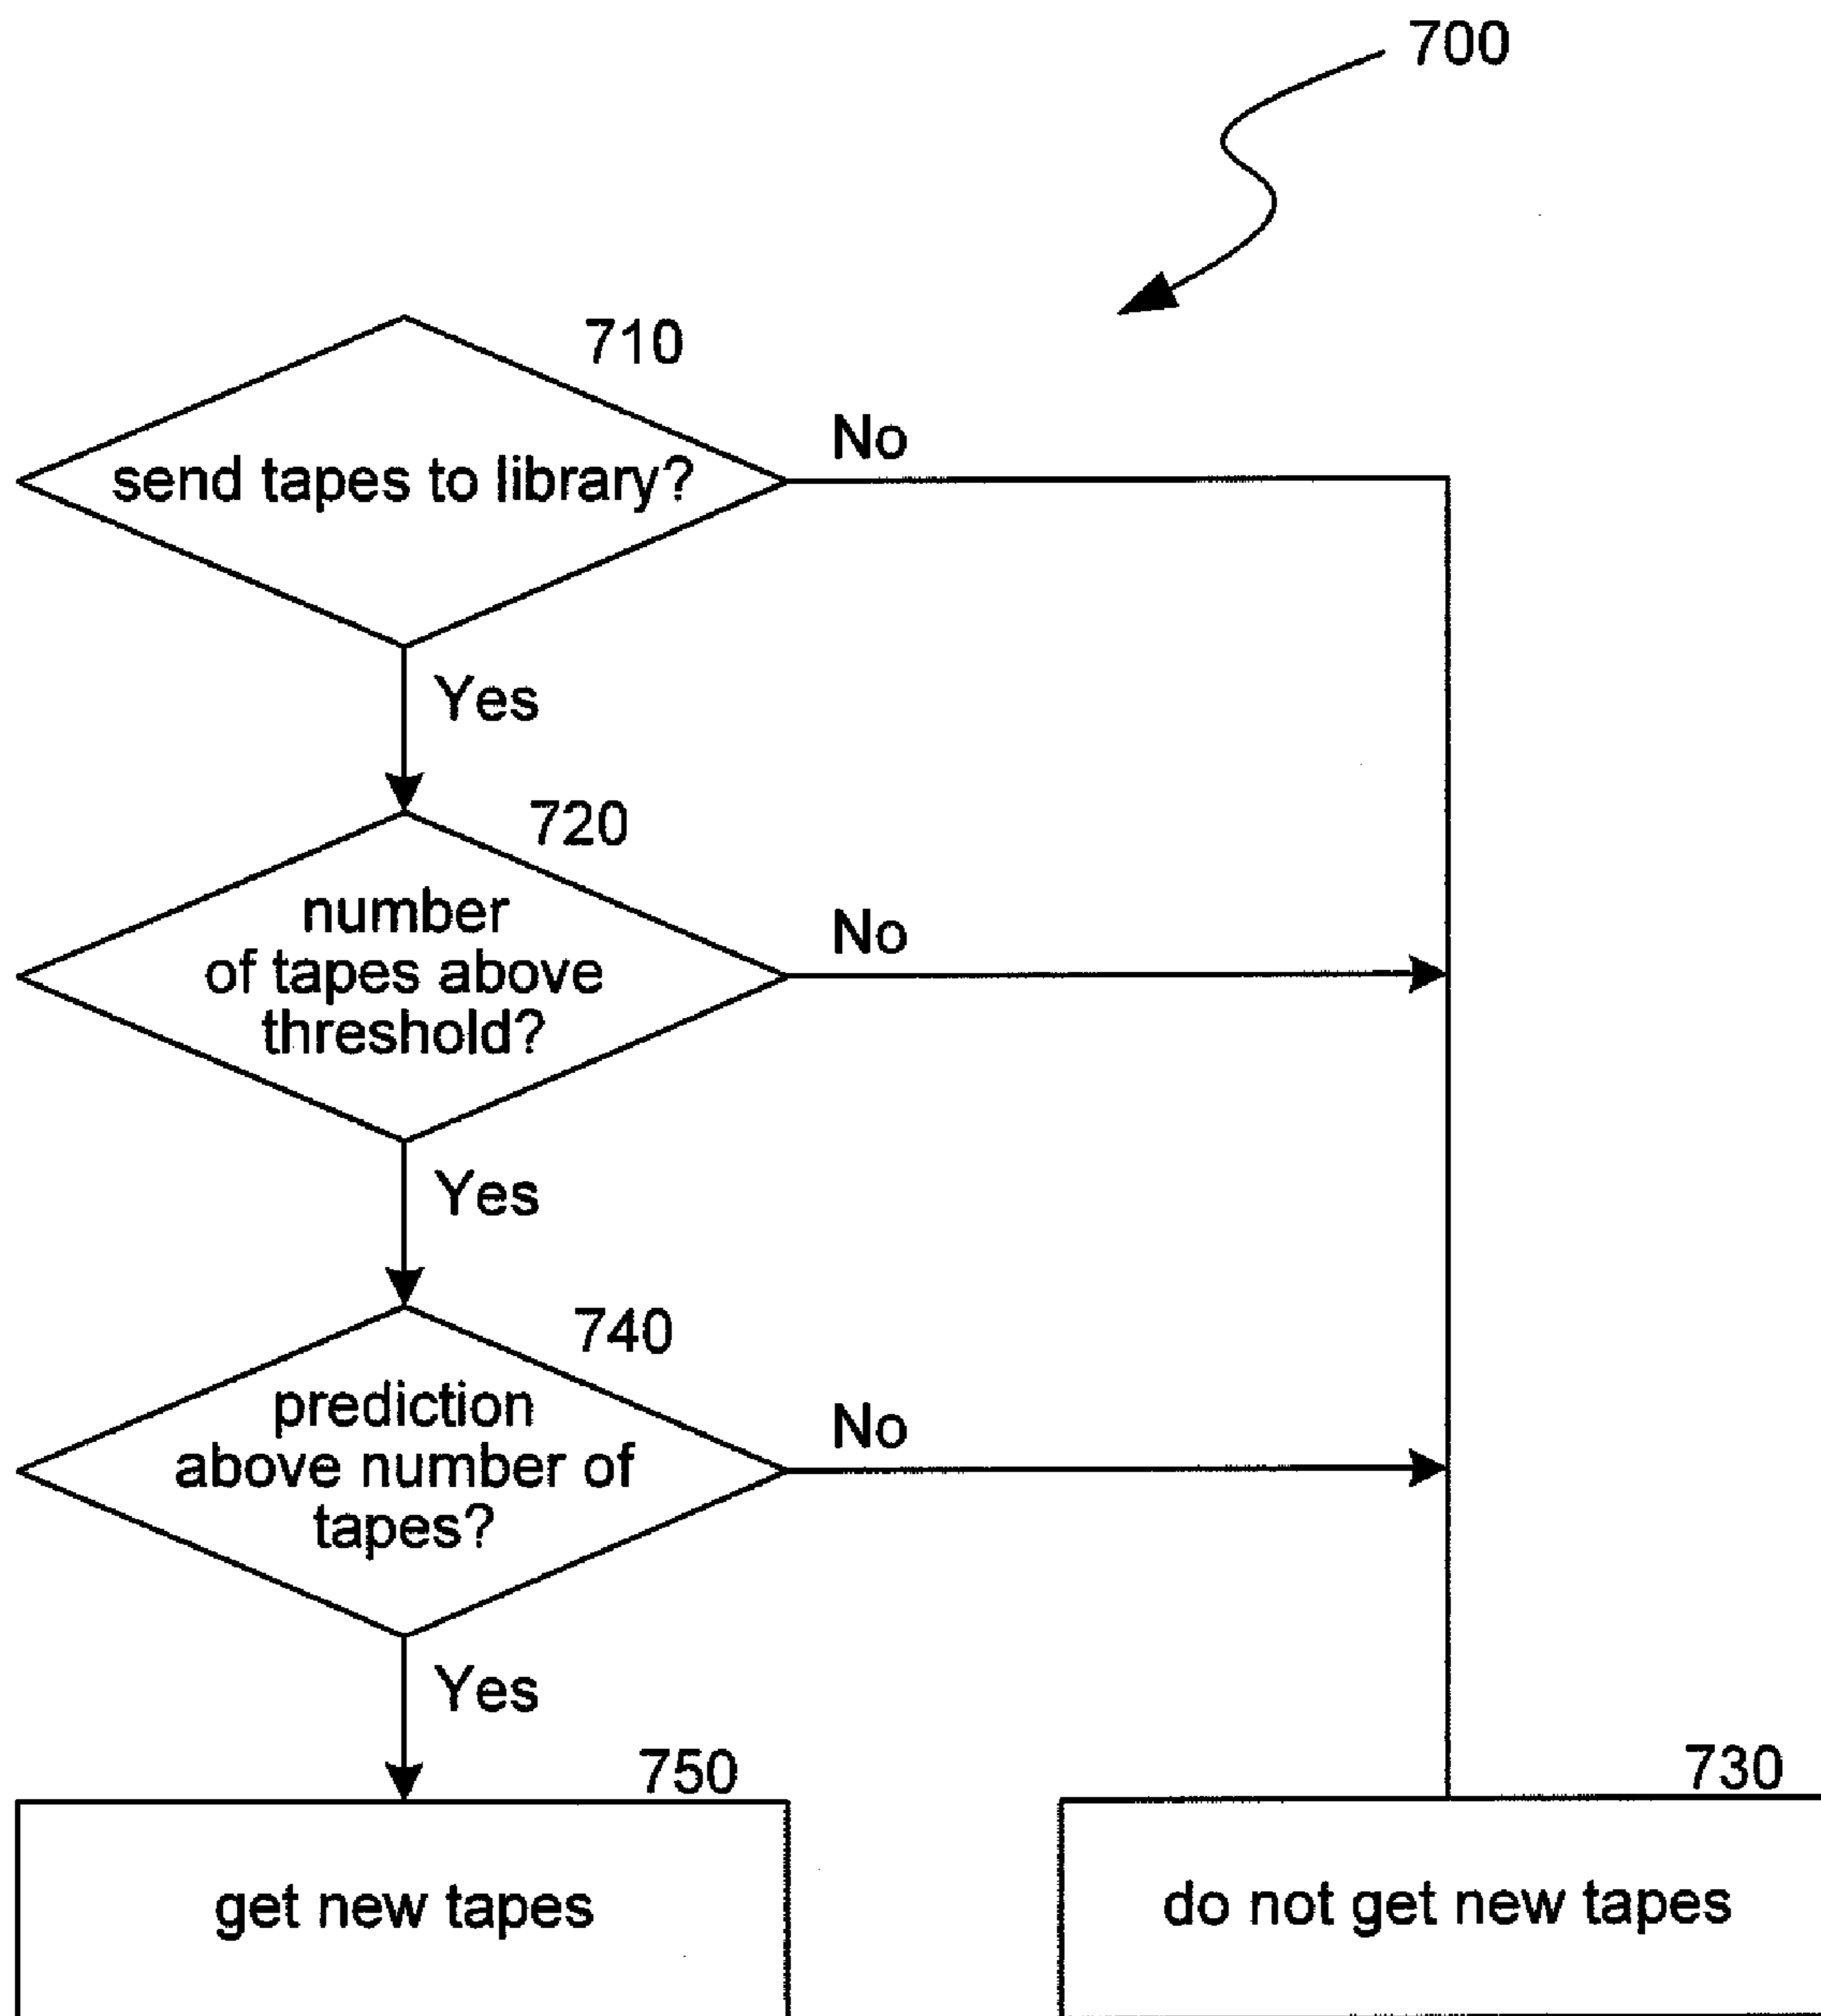 700
710
send tapes to library?
No
Yes
720
number
of tapes above
threshold?
No
Yes
740
prediction
above number of
tapes?
No
Yes
750
get new tapes
730
do not get new tapes